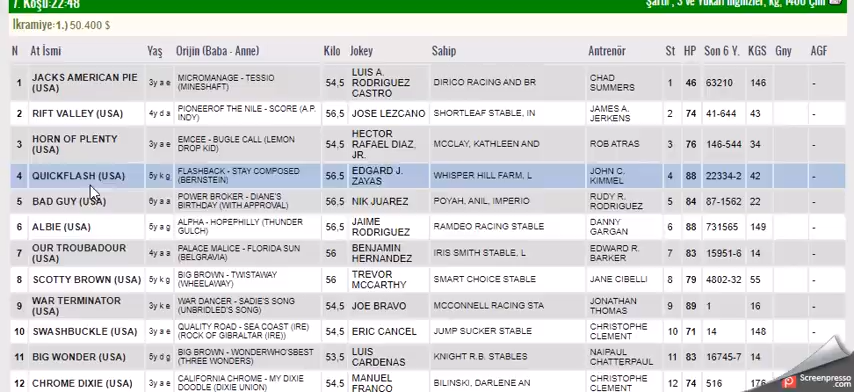 7. Koşu:22:48 Şartlı , 3 ve Yukarı İngilizler, kg, 1400 Çim
İkramiye:1.) 50.400 $
N At İsmi Yaş Orijin (Baba - Anne) Kilo Jokey Sahip Antrenör St HP Son 6 Y. KGS Gny AGF
1 JACKS AMERICAN PIE (USA) 3y a e MICROMANAGE - TESSIO (MINESHAFT) 54,5 LUIS A. RODRIGUEZ CASTRO DIRICO RACING AND BR CHAD SUMMERS 1 46 63210 146 -
2 RIFT VALLEY (USA) 4y d a PIONEEROF THE NILE - SCORE (A.P. INDY) 56,5 JOSE LEZCANO SHORTLEAF STABLE, IN JAMES A. JERKENS 2 74 41-644 43 -
3 HORN OF PLENTY (USA) 3y a e EMCEE - BUGLE CALL (LEMON DROP KID) 54,5 HECTOR RAFAEL DIAZ, JR. MCCLAY, KATHLEEN AND ROB ATRAS 3 76 146-544 34 -
4 QUICKFLASH (USA) 5y k g FLASHBACK - STAY COMPOSED (BERNSTEIN) 56,5 EDGARD J. ZAYAS WHISPER HILL FARM, L JOHN C. KIMMEL 4 88 22334-2 42 -
5 BAD GUY (USA) 6y a a POWER BROKER - DIANE'S BIRTHDAY (WITH APPROVAL) 56,5 NIK JUAREZ POYAH, ANIL, IMPERIO RUDY R. RODRIGUEZ 5 84 87-1562 22 -
6 ALBIE (USA) 5y a g ALPHA - HOPEPHILLY (THUNDER GULCH) 56,5 JAIME RODRIGUEZ RAMDEO RACING STABLE DANNY GARGAN 6 88 731565 149 -
7 OUR TROUBADOUR (USA) 4y a a PALACE MALICE - FLORIDA SUN (BELGRAVIA) 56 BENJAMIN HERNANDEZ IRIS SMITH STABLE, L EDWARD R. BARKER 7 83 15951-6 14 -
8 SCOTTY BROWN (USA) 5y k g BIG BROWN - TWISTAWAY (WHEELAWAY) 56 TREVOR MCCARTHY SMART CHOICE STABLE JANE CIBELLI 8 79 4802-32 55 -
9 WAR TERMINATOR (USA) 3y k e WAR DANCER - SADIE'S SONG (UNBRIDLED'S SONG) 54,5 JOE BRAVO MCCONNELL RACING STA JONATHAN THOMAS 9 89 1 16 -
10 SWASHBUCKLE (USA) 3y a e QUALITY ROAD - SEA COAST (IRE) (ROCK OF GIBRALTAR (IRE)) 54,5 ERIC CANCEL JUMP SUCKER STABLE CHRISTOPHE CLEMENT 10 71 14 148 -
11 BIG WONDER (USA) 5y d g BIG BROWN - WONDERWHO'SBEST (THREE WONDERS) 53,5 LUIS CARDENAS KNIGHT R.B. STABLES NAIPAUL CHATTERPAUL 11 83 16745-7 14 -
12 CHROME DIXIE (USA) 3y a e CALIFORNIA CHROME - MY DIXIE DOODLE (DIXIE UNION) 54,5 MANUEL FRANCO BILINSKI, DARLENE AN CHRISTOPHE CLEMENT 12 74 516 176
Screenpresso